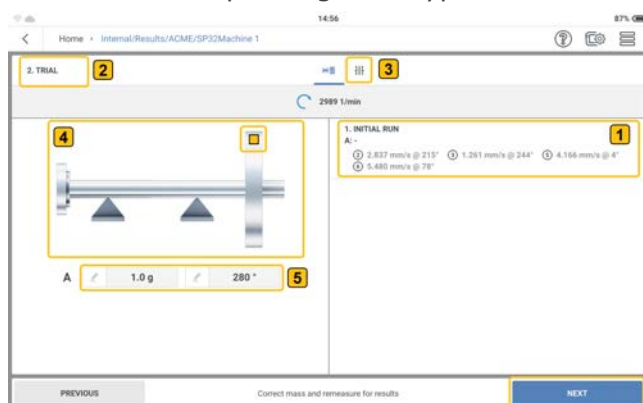 14:56
87%
Home • Internal/Results/ACME/SP32Machine 1
2. TRIAL
2
3
2989 1/min
4
1. INITIAL RUN
1
A: -
② 2.837 mm/s @ 215° ③ 1.261 mm/s @ 244° ⑤ 4.166 mm/s @ 4°
⑥ 5.480 mm/s @ 78°
A 1.0 g 280 ° 5
PREVIOUS Correct mass and remeasure for results NEXT